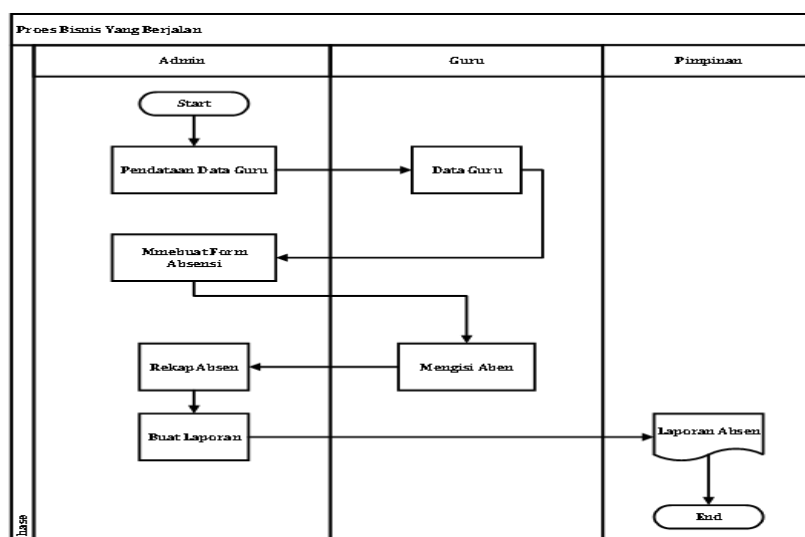 Proes Bisnis Yang Berjalan
Admin
Guru
Pimpinan
Start
Pendataan Data Guru
Data Guru
Mmebuat Form
Absensi
Rekap Absen
Mengisi Aben
Buat Laporan
Laporan Absen
End
hase